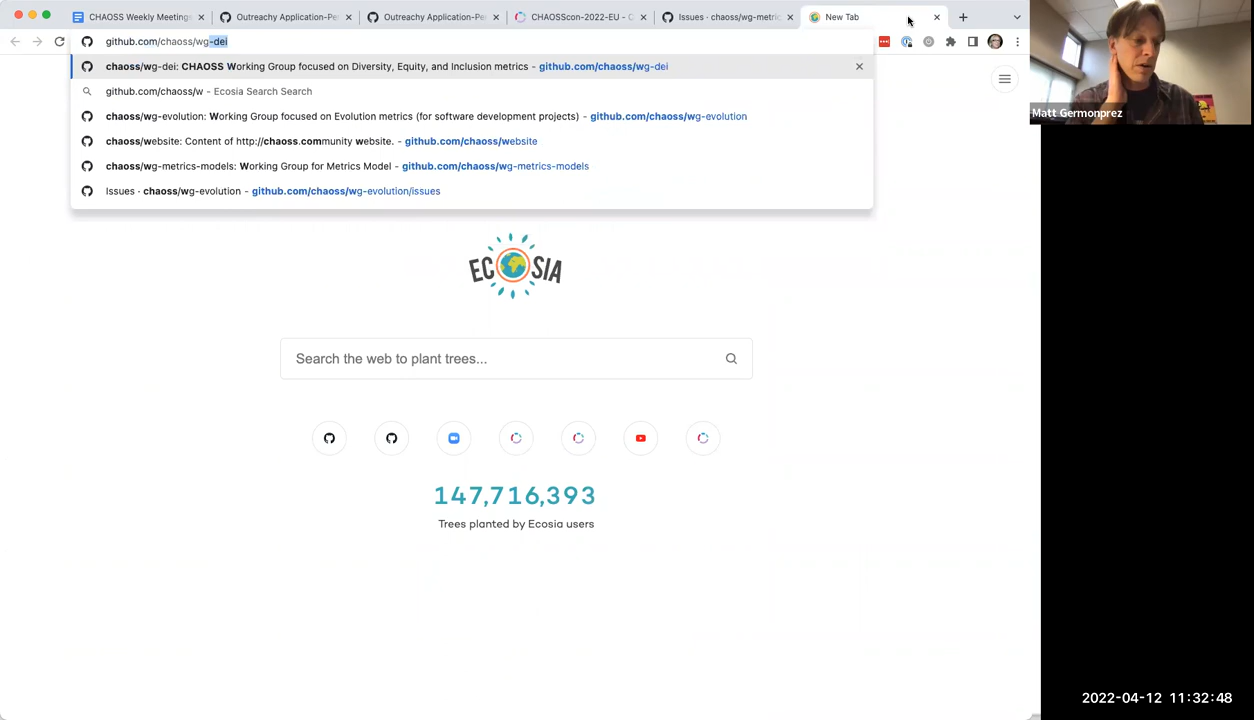 CHAOSS Weekly Meetings
Outreachy Application-Pe
Outreachy Application-Pe
CHAOSScon-2022-EU - C
Issues · chaoss/wg-metric
New Tab
github.com/chaoss/wg-dei
chaoss/wg-dei: CHAOSS Working Group focused on Diversity, Equity, and Inclusion metrics - github.com/chaoss/wg-dei
github.com/chaoss/w - Ecosia Search Search
chaoss/wg-evolution: Working Group focused on Evolution metrics (for software development projects) - github.com/chaoss/wg-evolution
chaoss/website: Content of http://chaoss.community website. - github.com/chaoss/website
chaoss/wg-metrics-models: Working Group for Metrics Model - github.com/chaoss/wg-metrics-models
Issues · chaoss/wg-evolution - github.com/chaoss/wg-evolution/issues
Matt Germonprez
ECOSIA
Search the web to plant trees...
147,716,393
Trees planted by Ecosia users
2022-04-12 11:32:48